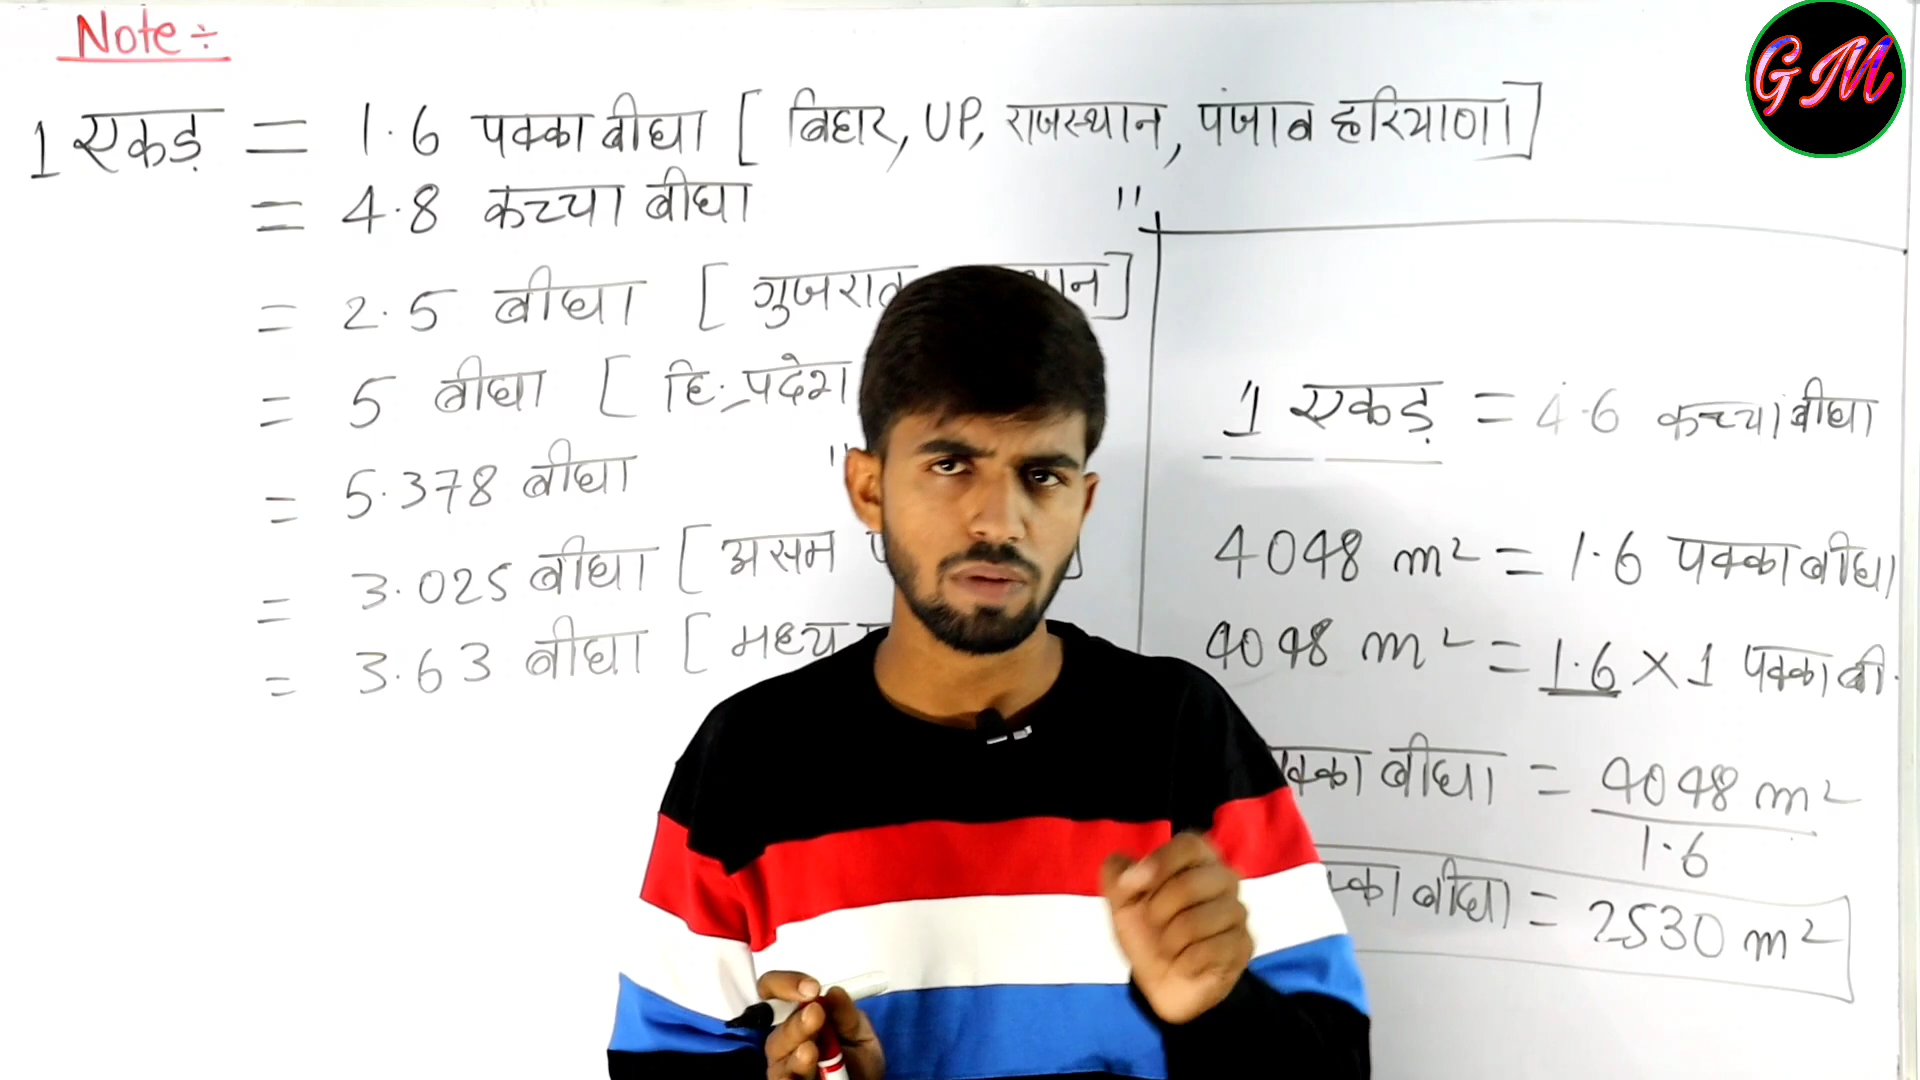 Note ÷
1 एकड़ = 1.6 पक्का बीघा [ बिहार, UP, राजस्थान, पंजाब हरियाणा ]
= 4.8 कच्चा बीघा "
= 2.5 बीघा [ गुजरात ]
= 5 बीघा [ हि. प्रदेश
= 5.378 बीघा "
= 3.025 बीघा [ असम ]
= 3.63 बीघा [ मध्य
1 एकड़ = 4.6 कच्चा बीघा
4048 m² = 1.6 पक्का बीघा
4048 m² = 1.6 × 1 पक्का बी.
पक्का बीघा = 4048 m² / 1.6
बीघा = 2530 m²
GM